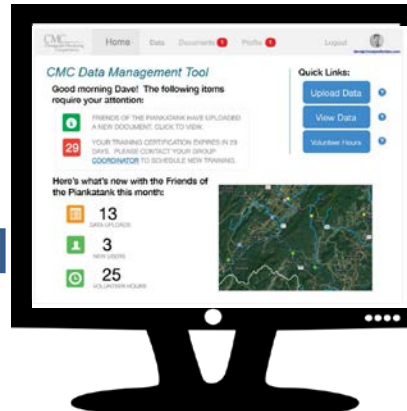 CMC
Home Data Documents 1 Profile 1 Logout
CMC Data Management Tool
Good morning Dave! The following items
require your attention:
FRIENDS OF THE PIANKATANK HAVE UPLOADED
A NEW DOCUMENT. CLICK TO VIEW.
29
YOUR TRAINING CERTIFICATION EXPIRES IN 29
DAYS. PLEASE CONTACT YOUR GROUP
COORDINATOR TO SCHEDULE NEW TRAINING.
Here's what's new with the Friends of
the Piankatank this month:
13
DATA UPLOADS
3
NEW USERS
25
VOLUNTEER HOURS
Quick Links:
Upload Data
View Data
Volunteer Hours